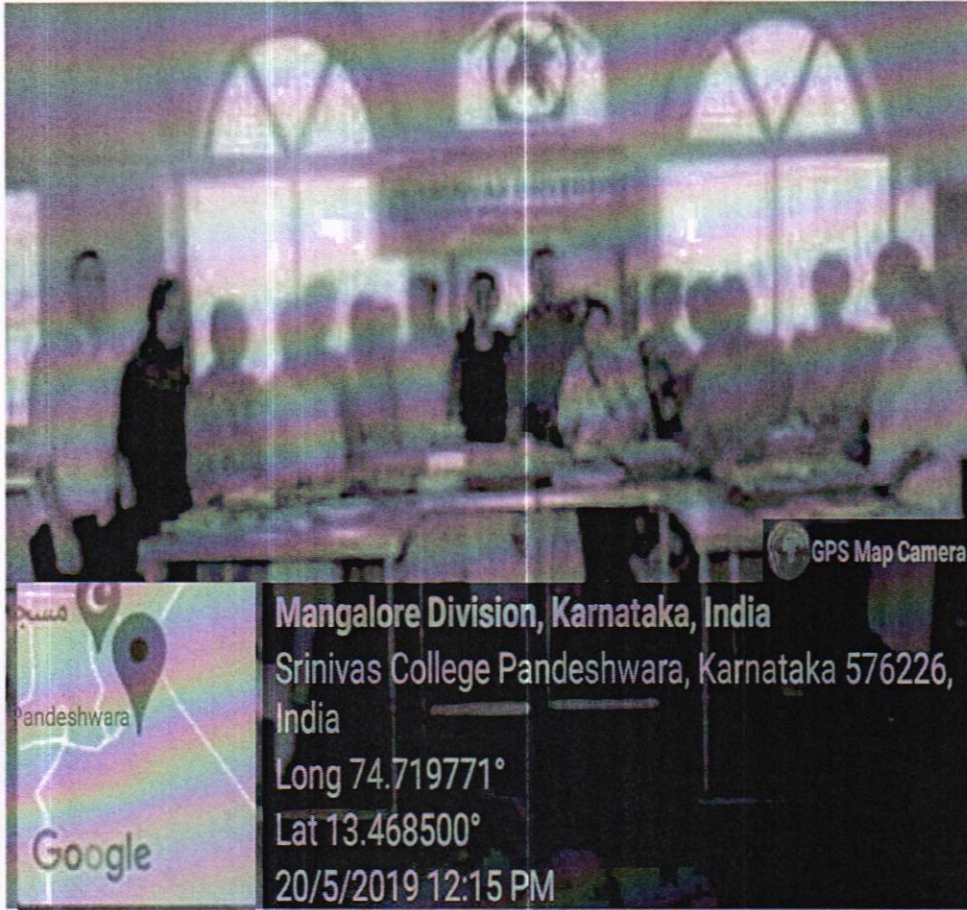 GPS Map Camera
مسجد
Pandeshwara
Google
Mangalore Division, Karnataka, India
Srinivas College Pandeshwara, Karnataka 576226,
India
Long 74.719771°
Lat 13.468500°
20/5/2019 12:15 PM